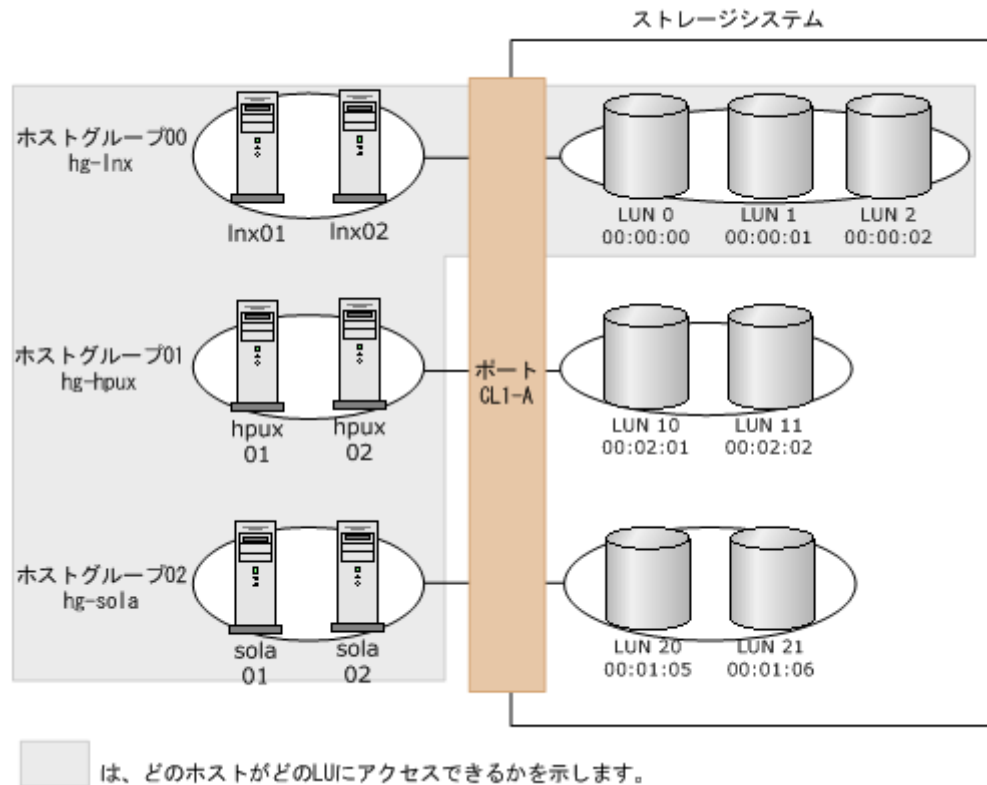 ストレージシステム
ホストグループ00
hg-lnx
lnx01
lnx02
LUN 0
00:00:00
LUN 1
00:00:01
LUN 2
00:00:02
ホストグループ01
hg-hpux
hpux
01
hpux
02
ポート
CL1-A
LUN 10
00:02:01
LUN 11
00:02:02
ホストグループ02
hg-sola
sola
01
sola
02
LUN 20
00:01:05
LUN 21
00:01:06
は、どのホストがどのLUにアクセスできるかを示します。